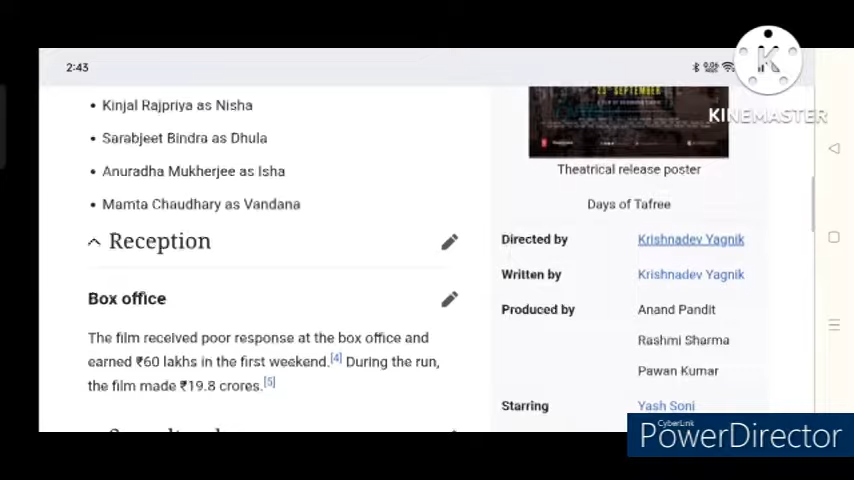 2:43
KINEMASTER
• Kinjal Rajpriya as Nisha
• Sarabjeet Bindra as Dhula
• Anuradha Mukherjee as Isha
• Mamta Chaudhary as Vandana
Reception
Box office
The film received poor response at the box office and
earned ₹60 lakhs in the first weekend.[4] During the run,
the film made ₹19.8 crores.[5]
23rd SEPTEMBER
Theatrical release poster
Days of Tafree
Directed by Krishnadev Yagnik
Written by Krishnadev Yagnik
Produced by Anand Pandit
Rashmi Sharma
Pawan Kumar
Starring Yash Soni
CyberLink
PowerDirector